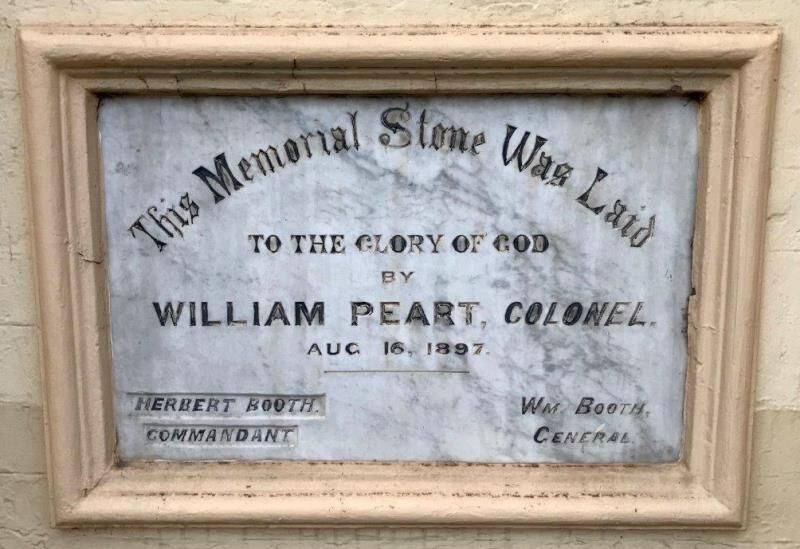 This Memorial Stone Was Laid
TO THE GLORY OF GOD
BY
WILLIAM PEART, COLONEL.
AUG 16, 1897.
HERBERT BOOTH.
COMMANDANT
WM. BOOTH,
GENERAL.